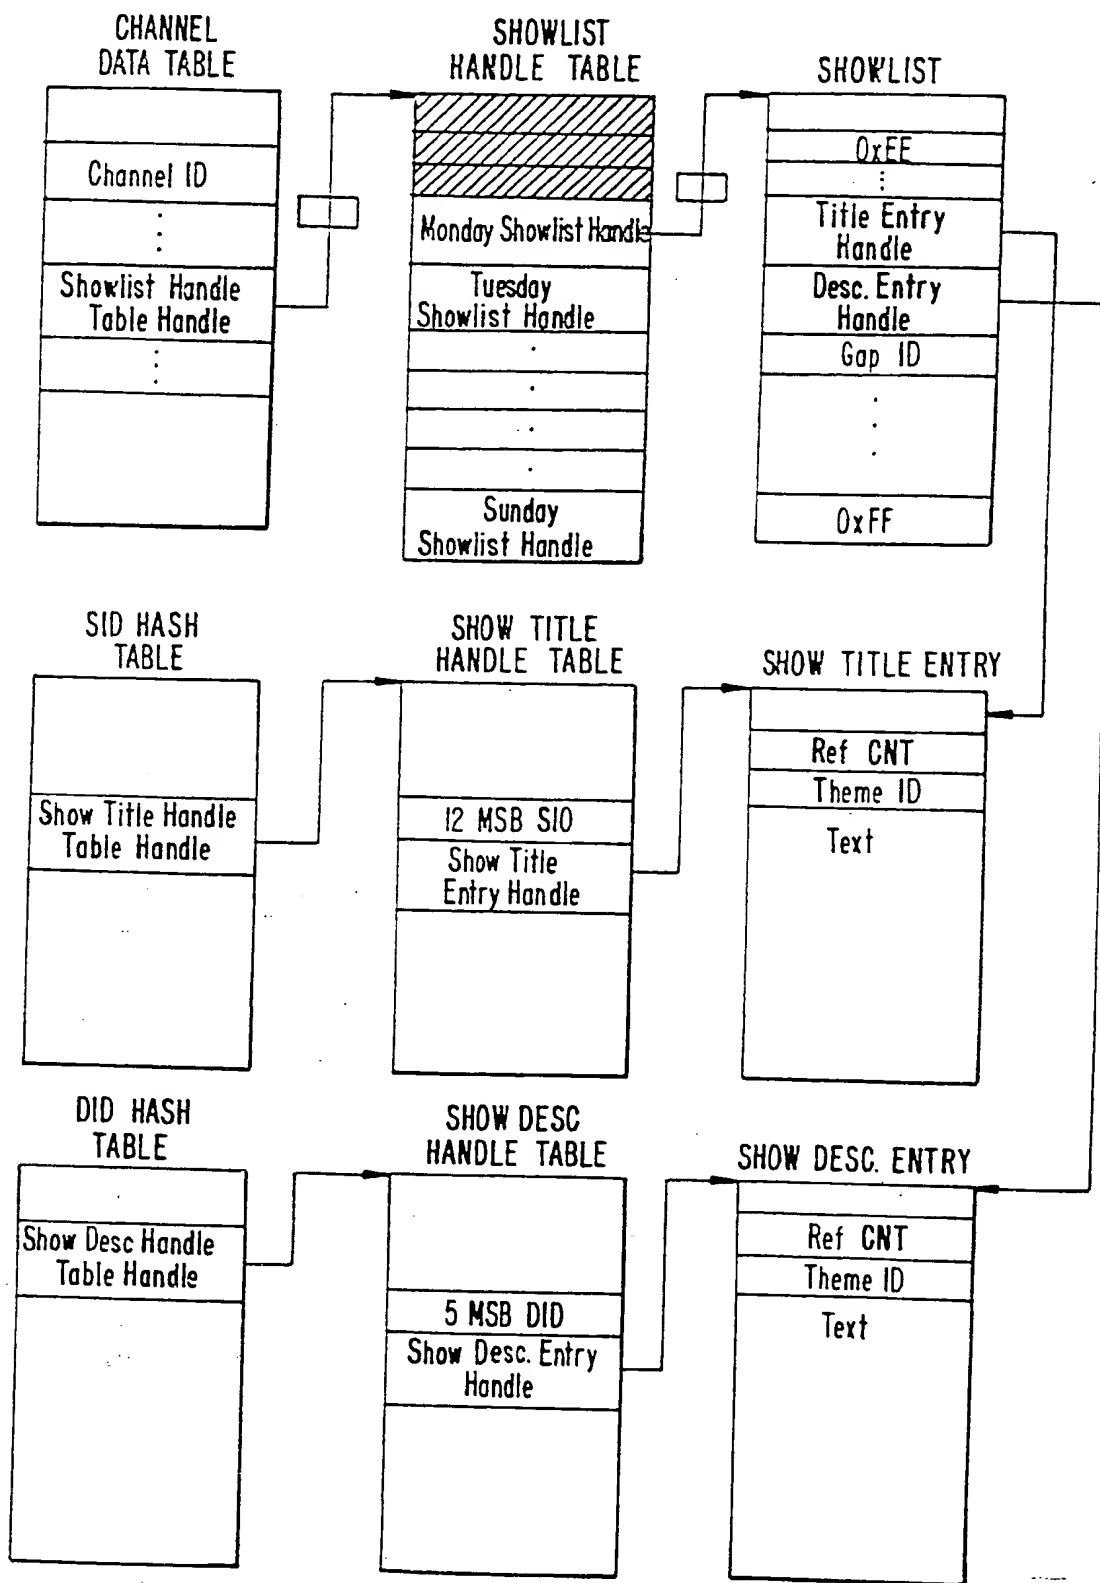 CHANNEL
DATA TABLE
Channel ID
Showlist Handle
Table Handle
SHOWLIST
HANDLE TABLE
Monday Showlist Handle
Tuesday
Showlist Handle
Sunday
Showlist Handle
SHOWLIST
0xEE
Title Entry
Handle
Desc. Entry
Handle
Gap ID
0xFF
SID HASH
TABLE
Show Title Handle
Table Handle
SHOW TITLE
HANDLE TABLE
12 MSB SIO
Show Title
Entry Handle
SHOW TITLE ENTRY
Ref CNT
Theme ID
Text
DID HASH
TABLE
Show Desc Handle
Table Handle
SHOW DESC
HANDLE TABLE
5 MSB DID
Show Desc. Entry
Handle
SHOW DESC. ENTRY
Ref CNT
Theme ID
Text